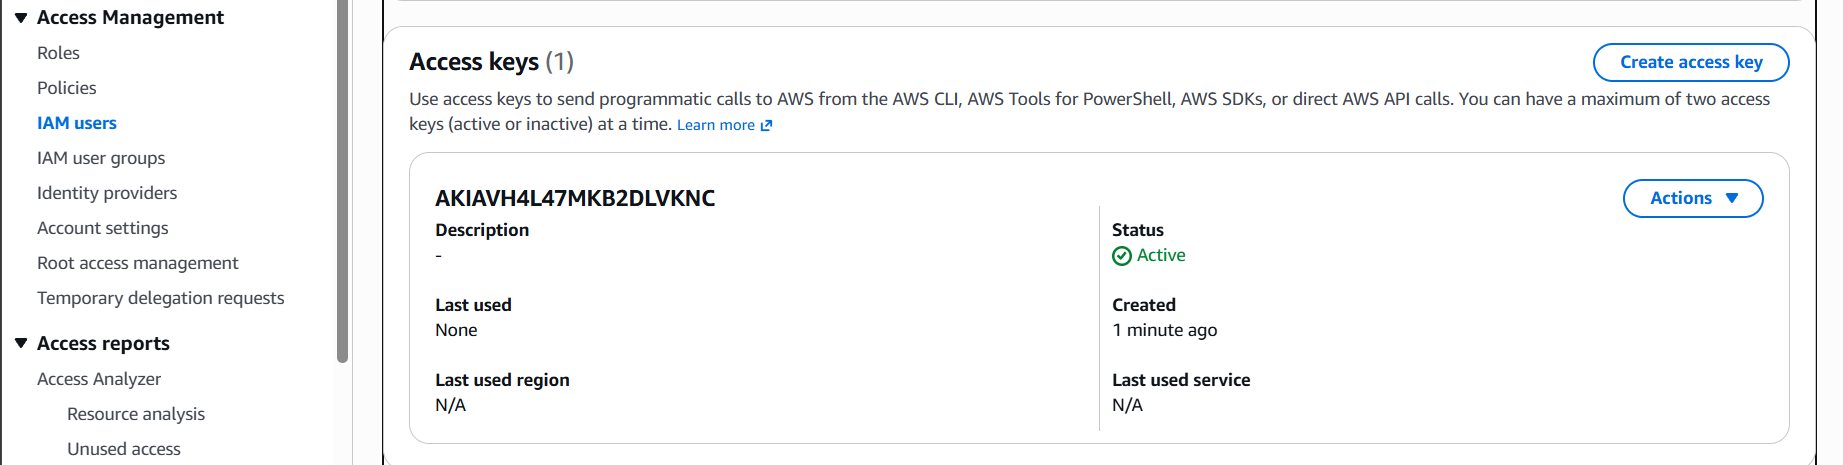 Access Management
Roles
Policies
IAM users
IAM user groups
Identity providers
Account settings
Root access management
Temporary delegation requests
Access reports
Access Analyzer
Resource analysis
Unused access
Access keys (1)
Create access key
Use access keys to send programmatic calls to AWS from the AWS CLI, AWS Tools for PowerShell, AWS SDKs, or direct AWS API calls. You can have a maximum of two access
keys (active or inactive) at a time. Learn more
AKIAVH4L47MKB2DLVKNC
Actions
Description
-
Status
Active
Last used
None
Created
1 minute ago
Last used region
N/A
Last used service
N/A